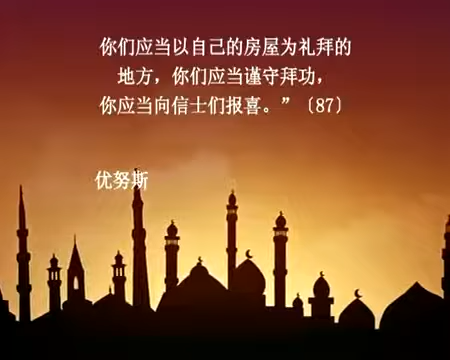 你们应当以自己的房屋为礼拜的
地方，你们应当谨守拜功，
你应当向信士们报喜。”〔87〕
优努斯